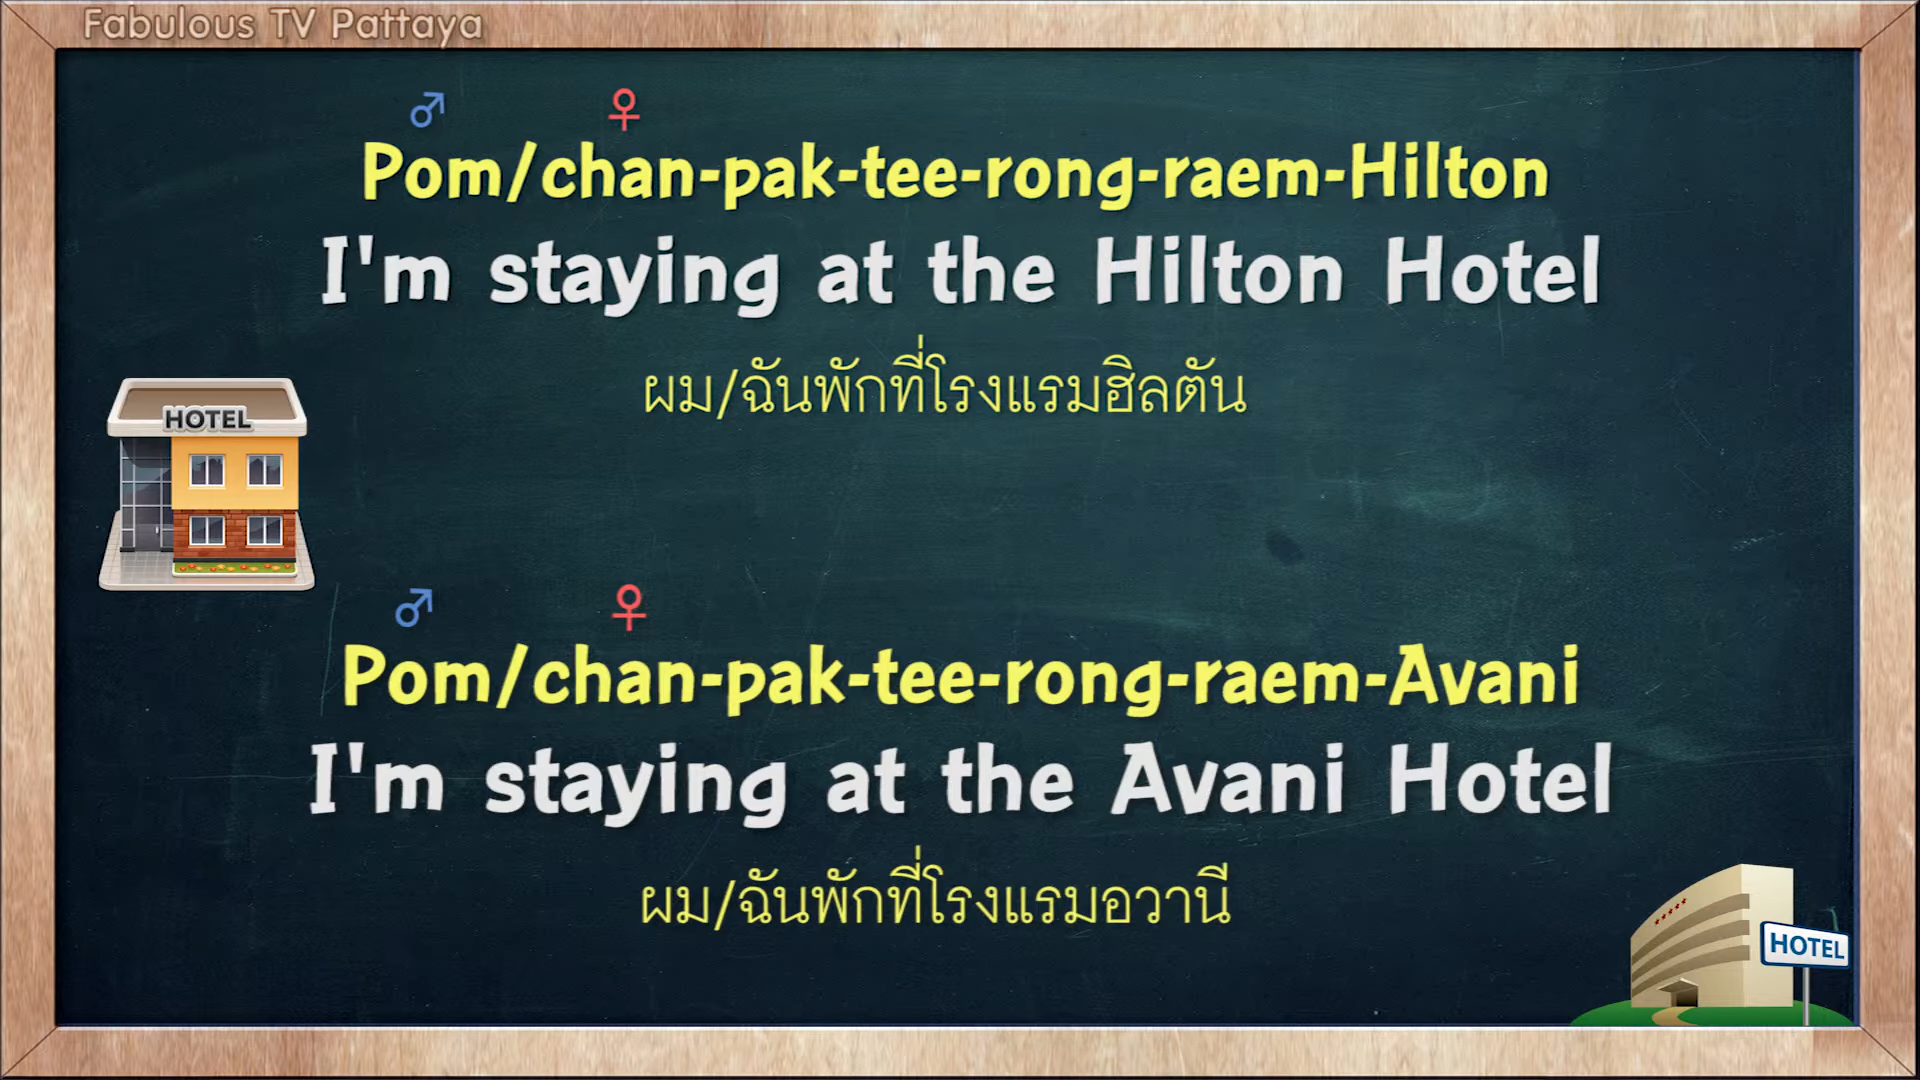 Fabulous TV Pattaya
♂ ♀
Pom/chan-pak-tee-rong-raem-Hilton
I'm staying at the Hilton Hotel
ผม/ฉันพักที่โรงแรมฮิลตัน
HOTEL
♂ ♀
Pom/chan-pak-tee-rong-raem-Avani
I'm staying at the Avani Hotel
ผม/ฉันพักที่โรงแรมอวานี
HOTEL